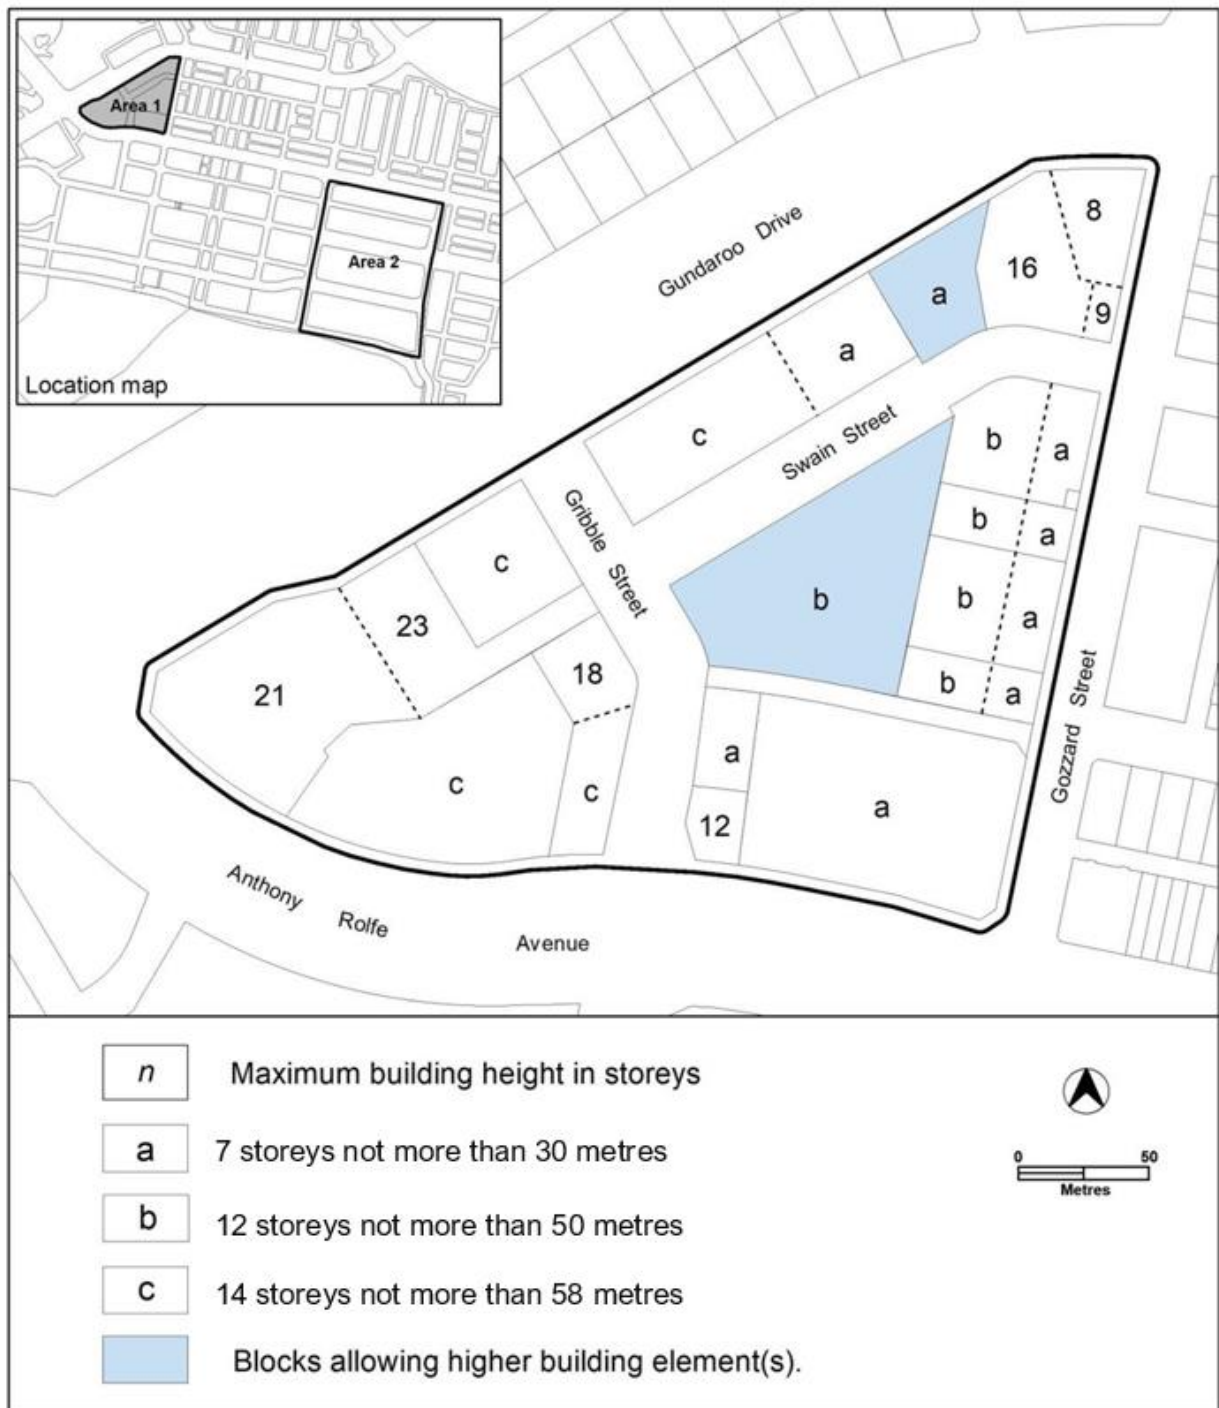 Area 1
Area 2
Location map
Gundaroo Drive
8
16
9
a
a
c
Swain Street
b
a
b
a
b
a
b
a
b
Gribble Street
c
23
21
18
c
c
a
12
a
Gozzard Street
Anthony Rolfe Avenue
n Maximum building height in storeys
a 7 storeys not more than 30 metres
b 12 storeys not more than 50 metres
c 14 storeys not more than 58 metres
Blocks allowing higher building element(s).
0 50
Metres